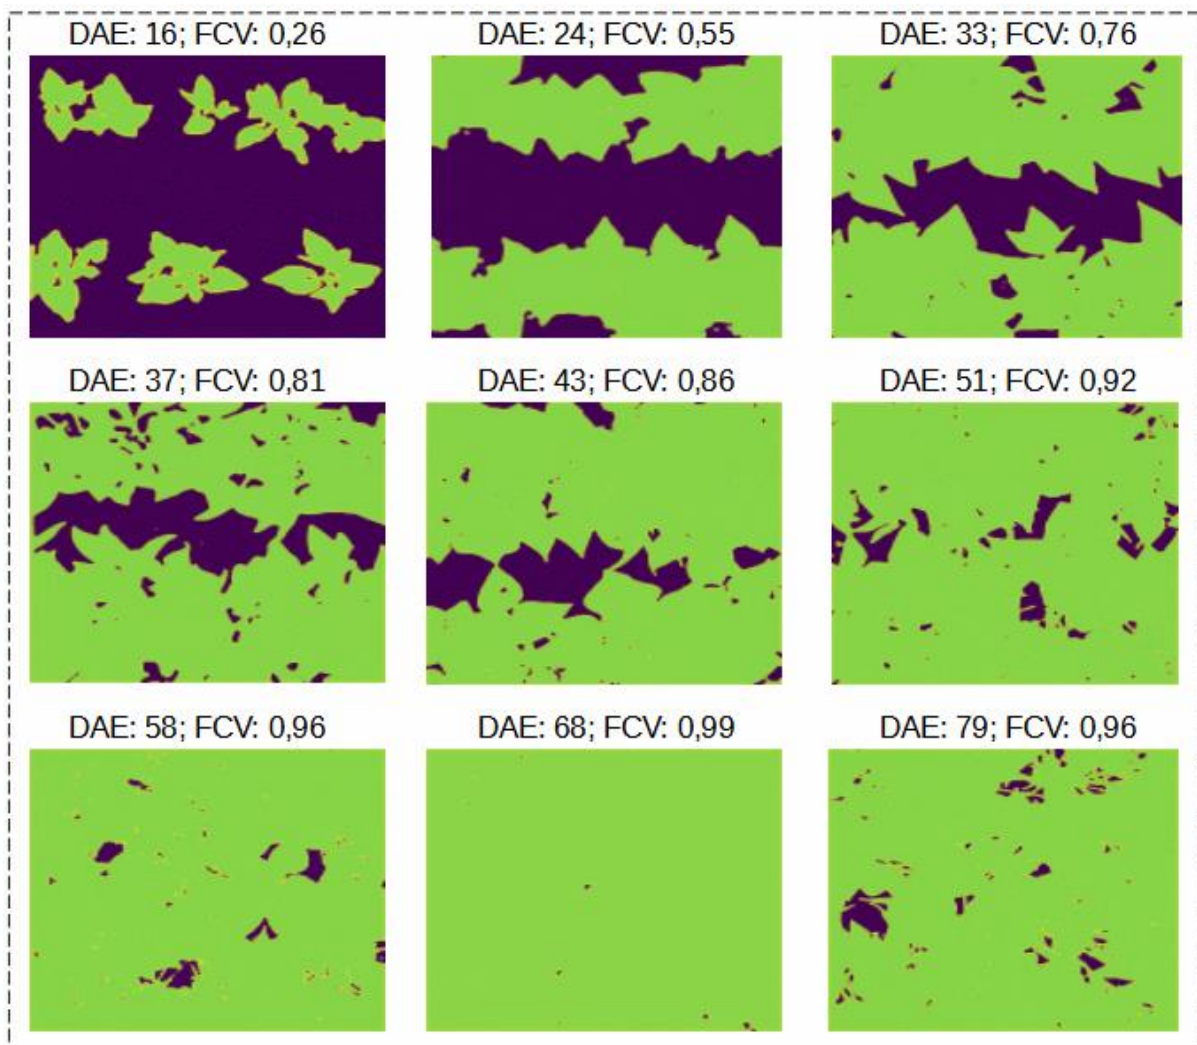 DAE: 16; FCV: 0,26
DAE: 24; FCV: 0,55
DAE: 33; FCV: 0,76
DAE: 37; FCV: 0,81
DAE: 43; FCV: 0,86
DAE: 51; FCV: 0,92
DAE: 58; FCV: 0,96
DAE: 68; FCV: 0,99
DAE: 79; FCV: 0,96